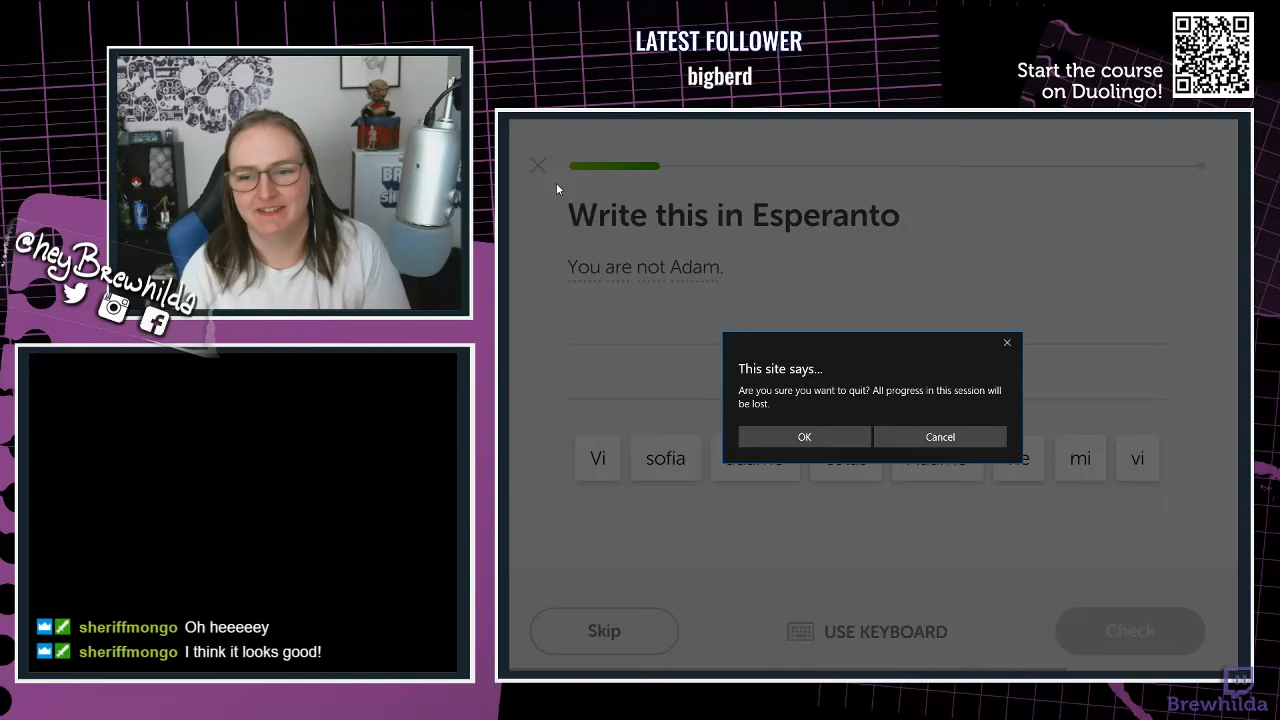 LATEST FOLLOWER
bigberd
Start the course
on Duolingo!
@heyBrewhilda
Write this in Esperanto
You are not Adam.
This site says...
Are you sure you want to quit? All progress in this session will
be lost.
OK
Cancel
Vi
sofia
mi
vi
Skip
USE KEYBOARD
Check
sheriffmongo Oh heeeeey
sheriffmongo I think it looks good!
Brewhilda